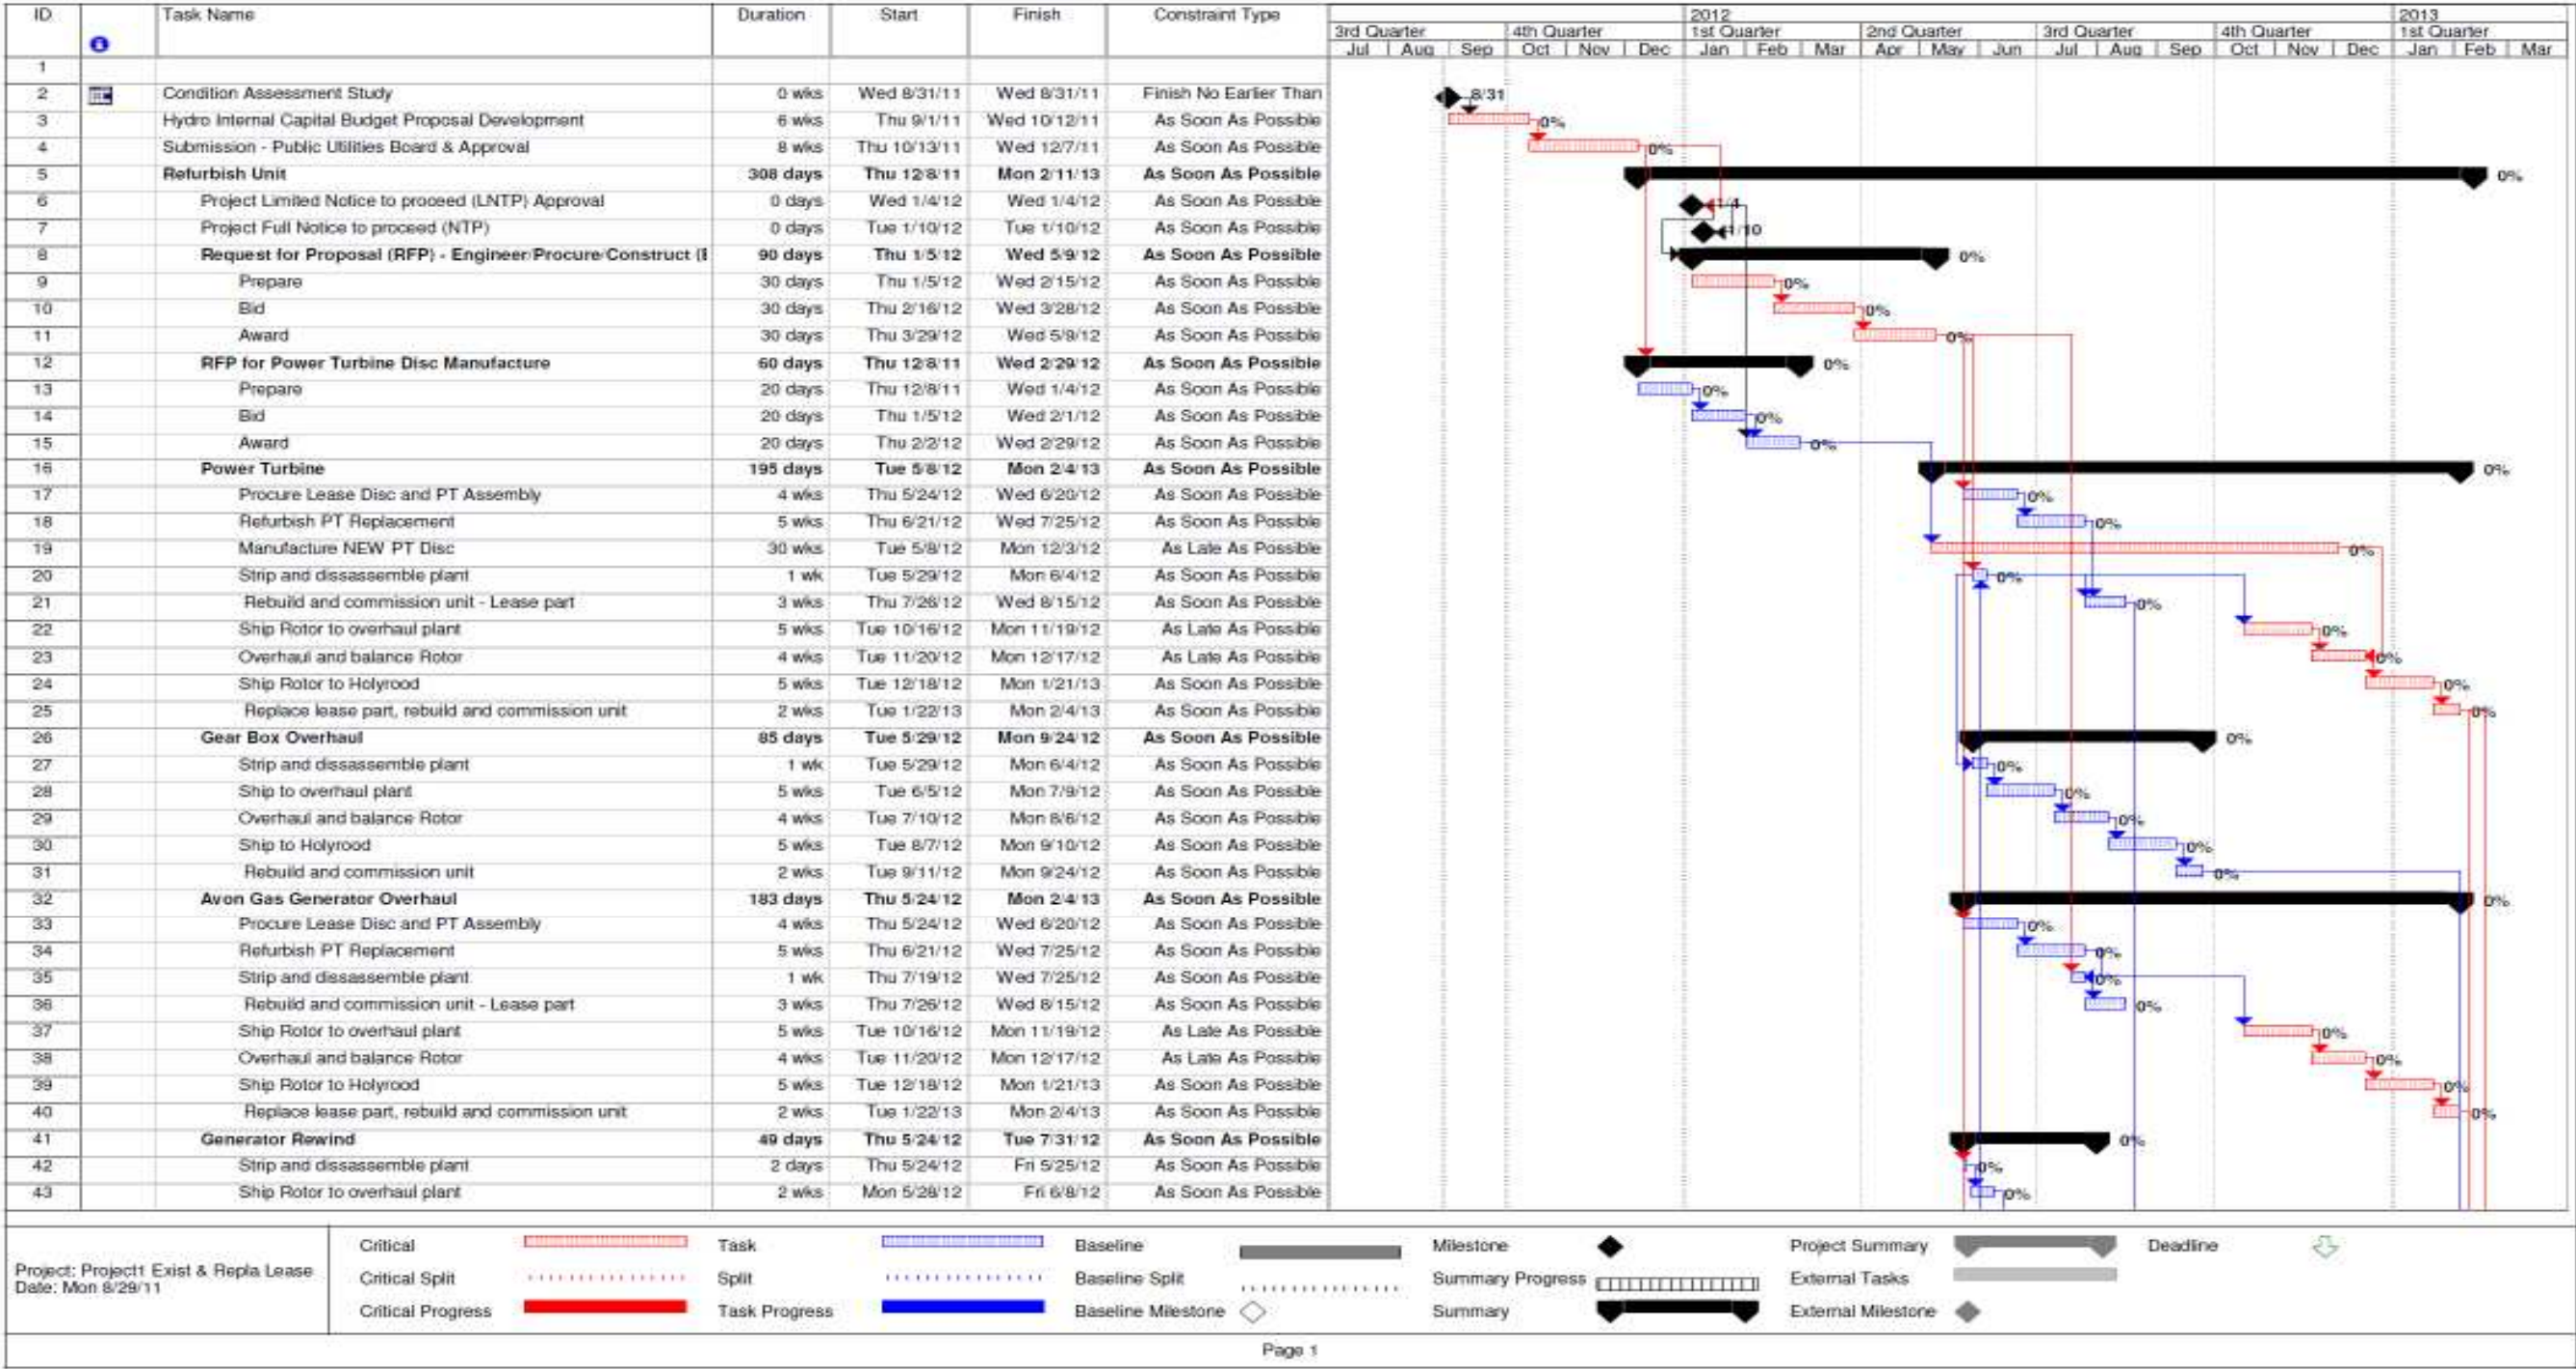 ID Task Name Duration Start Finish Constraint Type
2012 2013
3rd Quarter 4th Quarter 1st Quarter 2nd Quarter 3rd Quarter 4th Quarter 1st Quarter
Jul Aug Sep Oct Nov Dec Jan Feb Mar Apr May Jun Jul Aug Sep Oct Nov Dec Jan Feb Mar
1
2 Condition Assessment Study 0 wks Wed 8/31/11 Wed 8/31/11 Finish No Earlier Than 8/31
3 Hydro Internal Capital Budget Proposal Development 6 wks Thu 9/1/11 Wed 10/12/11 As Soon As Possible 0%
4 Submission - Public Utilities Board & Approval 8 wks Thu 10/13/11 Wed 12/7/11 As Soon As Possible 0%
5 Refurbish Unit 308 days Thu 12/8/11 Mon 2/11/13 As Soon As Possible 0%
6 Project Limited Notice to proceed (LNTP) Approval 0 days Wed 1/4/12 Wed 1/4/12 As Soon As Possible 1/4
7 Project Full Notice to proceed (NTP) 0 days Tue 1/10/12 Tue 1/10/12 As Soon As Possible 1/10
8 Request for Proposal (RFP) - Engineer/Procure/Construct (E 90 days Thu 1/5/12 Wed 5/9/12 As Soon As Possible 0%
9 Prepare 30 days Thu 1/5/12 Wed 2/15/12 As Soon As Possible 0%
10 Bid 30 days Thu 2/16/12 Wed 3/28/12 As Soon As Possible 0%
11 Award 30 days Thu 3/29/12 Wed 5/9/12 As Soon As Possible 0%
12 RFP for Power Turbine Disc Manufacture 60 days Thu 12/8/11 Wed 2/29/12 As Soon As Possible 0%
13 Prepare 20 days Thu 12/8/11 Wed 1/4/12 As Soon As Possible 0%
14 Bid 20 days Thu 1/5/12 Wed 2/1/12 As Soon As Possible 0%
15 Award 20 days Thu 2/2/12 Wed 2/29/12 As Soon As Possible 0%
16 Power Turbine 195 days Tue 5/8/12 Mon 2/4/13 As Soon As Possible 0%
17 Procure Lease Disc and PT Assembly 4 wks Thu 5/24/12 Wed 6/20/12 As Soon As Possible 0%
18 Refurbish PT Replacement 5 wks Thu 6/21/12 Wed 7/25/12 As Soon As Possible 0%
19 Manufacture NEW PT Disc 30 wks Tue 5/8/12 Mon 12/3/12 As Late As Possible 0%
20 Strip and dissassemble plant 1 wk Tue 5/29/12 Mon 6/4/12 As Soon As Possible 0%
21 Rebuild and commission unit - Lease part 3 wks Thu 7/26/12 Wed 8/15/12 As Soon As Possible 0%
22 Ship Rotor to overhaul plant 5 wks Tue 10/16/12 Mon 11/19/12 As Late As Possible 0%
23 Overhaul and balance Rotor 4 wks Tue 11/20/12 Mon 12/17/12 As Late As Possible 0%
24 Ship Rotor to Holyrood 5 wks Tue 12/18/12 Mon 1/21/13 As Soon As Possible 0%
25 Replace lease part, rebuild and commission unit 2 wks Tue 1/22/13 Mon 2/4/13 As Soon As Possible 0%
26 Gear Box Overhaul 85 days Tue 5/29/12 Mon 9/24/12 As Soon As Possible 0%
27 Strip and dissassemble plant 1 wk Tue 5/29/12 Mon 6/4/12 As Soon As Possible 0%
28 Ship to overhaul plant 5 wks Tue 6/5/12 Mon 7/9/12 As Soon As Possible 0%
29 Overhaul and balance Rotor 4 wks Tue 7/10/12 Mon 8/6/12 As Soon As Possible 0%
30 Ship to Holyrood 5 wks Tue 8/7/12 Mon 9/10/12 As Soon As Possible 0%
31 Rebuild and commission unit 2 wks Tue 9/11/12 Mon 9/24/12 As Soon As Possible 0%
32 Avon Gas Generator Overhaul 183 days Thu 5/24/12 Mon 2/4/13 As Soon As Possible 0%
33 Procure Lease Disc and PT Assembly 4 wks Thu 5/24/12 Wed 6/20/12 As Soon As Possible 0%
34 Refurbish PT Replacement 5 wks Thu 6/21/12 Wed 7/25/12 As Soon As Possible 0%
35 Strip and dissassemble plant 1 wk Thu 7/19/12 Wed 7/25/12 As Soon As Possible 0%
36 Rebuild and commission unit - Lease part 3 wks Thu 7/26/12 Wed 8/15/12 As Soon As Possible 0%
37 Ship Rotor to overhaul plant 5 wks Tue 10/16/12 Mon 11/19/12 As Late As Possible 0%
38 Overhaul and balance Rotor 4 wks Tue 11/20/12 Mon 12/17/12 As Late As Possible 0%
39 Ship Rotor to Holyrood 5 wks Tue 12/18/12 Mon 1/21/13 As Soon As Possible 0%
40 Replace lease part, rebuild and commission unit 2 wks Tue 1/22/13 Mon 2/4/13 As Soon As Possible 0%
41 Generator Rewind 49 days Thu 5/24/12 Tue 7/31/12 As Soon As Possible 0%
42 Strip and dissassemble plant 2 days Thu 5/24/12 Fri 5/25/12 As Soon As Possible 0%
43 Ship Rotor to overhaul plant 2 wks Mon 5/28/12 Fri 6/8/12 As Soon As Possible 0%
Project: Project1 Exist & Repla Lease
Date: Mon 8/29/11
Critical Task Baseline Milestone Project Summary Deadline
Critical Split Split Baseline Split Summary Progress External Tasks
Critical Progress Task Progress Baseline Milestone Summary External Milestone
Page 1